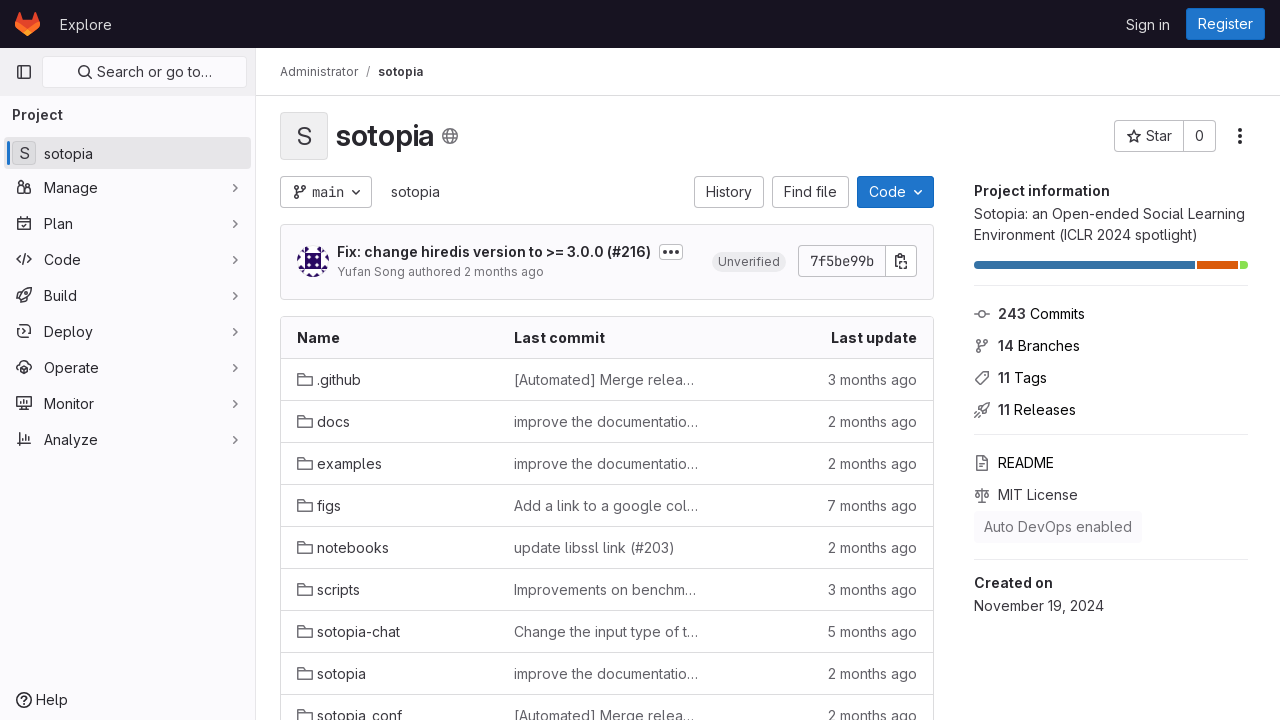 Explore
Sign in
Register
Search or go to…
Administrator / sotopia
Project
S sotopia
Manage
Plan
Code
Build
Deploy
Operate
Monitor
Analyze
Help
S sotopia
Star 0
main
sotopia
History
Find file
Code
Fix: change hiredis version to >= 3.0.0 (#216)
Yufan Song authored 2 months ago
Unverified
7f5be99b
Name Last commit Last update
.github [Automated] Merge relea… 3 months ago
docs improve the documentatio… 2 months ago
examples improve the documentatio… 2 months ago
figs Add a link to a google col… 7 months ago
notebooks update libssl link (#203) 2 months ago
scripts Improvements on benchm… 3 months ago
sotopia-chat Change the input type of t… 5 months ago
sotopia improve the documentatio… 2 months ago
sotopia_conf [Automated] Merge relea… 2 months ago
Project information
Sotopia: an Open-ended Social Learning
Environment (ICLR 2024 spotlight)
243 Commits
14 Branches
11 Tags
11 Releases
README
MIT License
Auto DevOps enabled
Created on
November 19, 2024